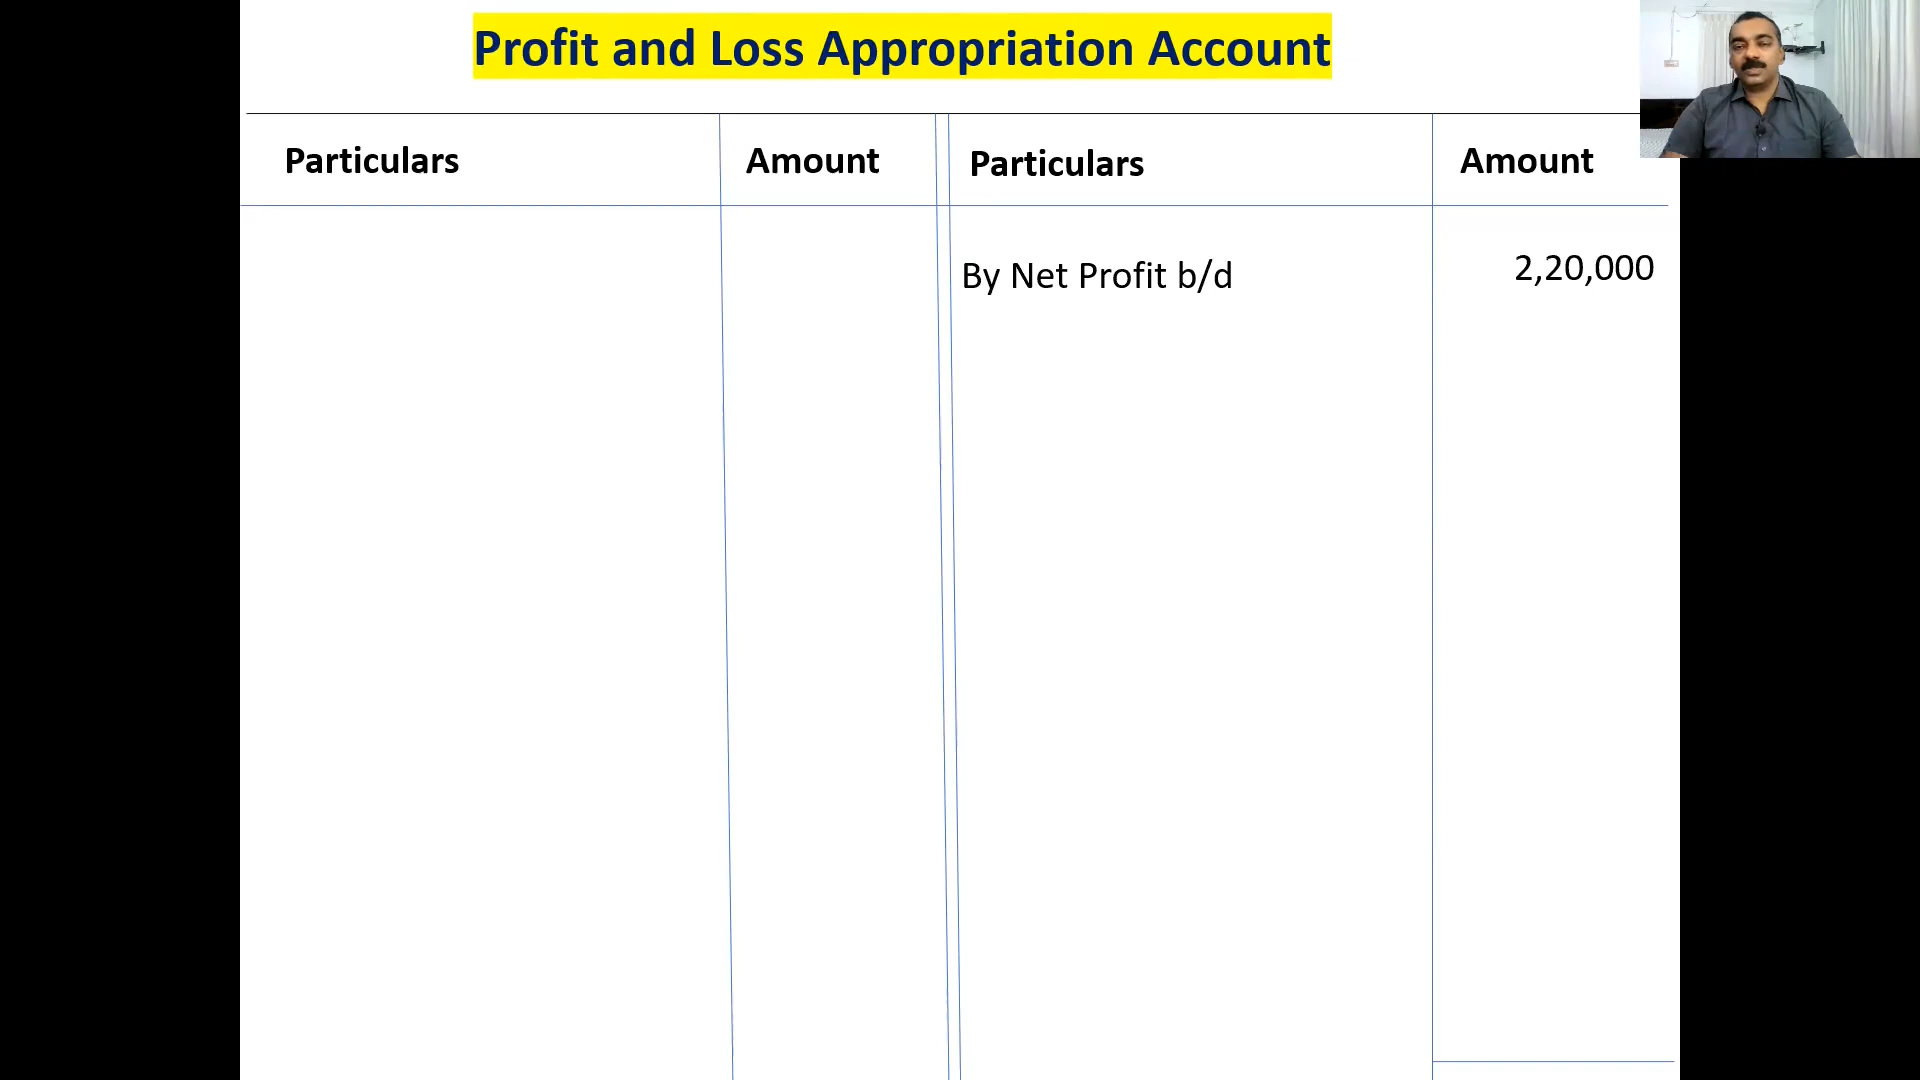 Profit and Loss Appropriation Account
Particulars Amount Particulars Amount
By Net Profit b/d 2,20,000